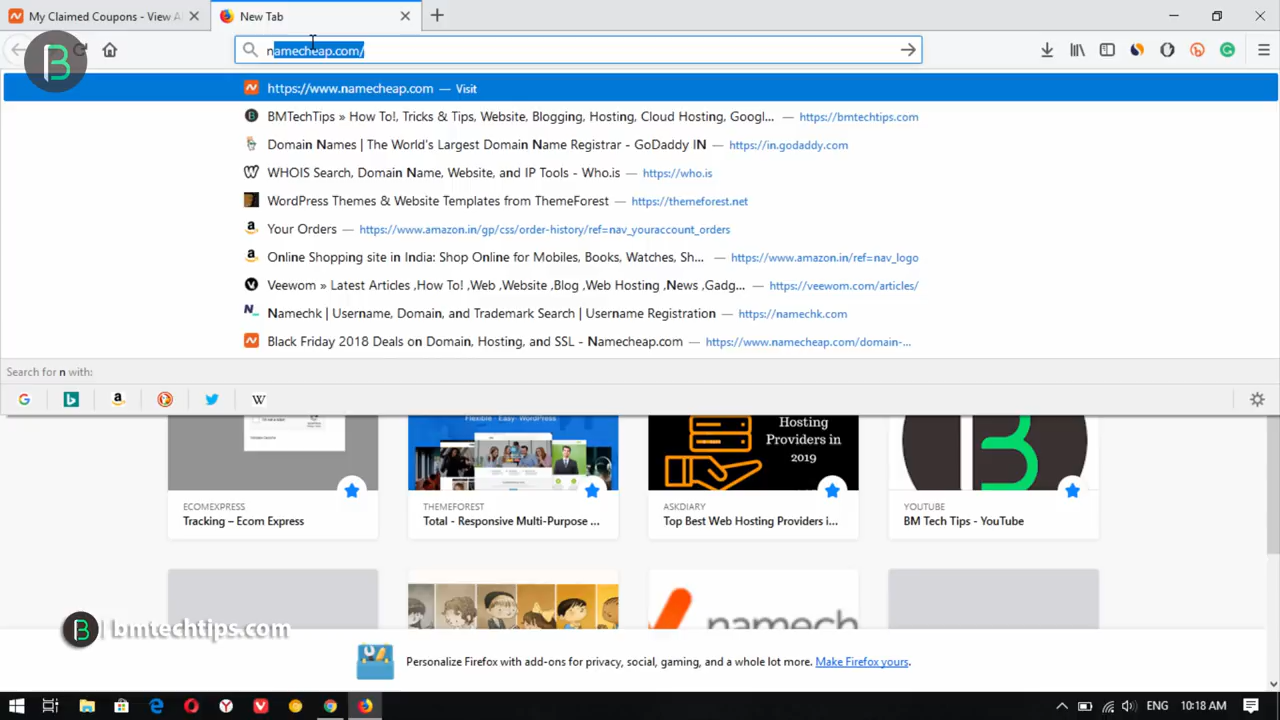 My Claimed Coupons - View A
New Tab
namecheap.com/
https://www.namecheap.com — Visit
BMTechTips » How To!, Tricks & Tips, Website, Blogging, Hosting, Cloud Hosting, Googl... — https://bmtechtips.com
Domain Names | The World's Largest Domain Name Registrar - GoDaddy IN — https://in.godaddy.com
WHOIS Search, Domain Name, Website, and IP Tools - Who.is — https://who.is
WordPress Themes & Website Templates from ThemeForest — https://themeforest.net
Your Orders — https://www.amazon.in/gp/css/order-history/ref=nav_youraccount_orders
Online Shopping site in India: Shop Online for Mobiles, Books, Watches, Sh... — https://www.amazon.in/ref=nav_logo
Veewom » Latest Articles ,How To! ,Web ,Website ,Blog ,Web Hosting ,News ,Gadg... — https://veewom.com/articles/
Namechk | Username, Domain, and Trademark Search | Username Registration — https://namechk.com
Black Friday 2018 Deals on Domain, Hosting, and SSL - Namecheap.com — https://www.namecheap.com/domain-...
Search for n with:
Flexible · Easy · WordPress.
Hosting
Providers in
2019
ECOMEXPRESS
Tracking – Ecom Express
THEMEFOREST
Total - Responsive Multi-Purpose ...
ASKDIARY
Top Best Web Hosting Providers i...
YOUTUBE
BM Tech Tips - YouTube
namech
bmtechtips.com
Personalize Firefox with add-ons for privacy, social, gaming, and a whole lot more. Make Firefox yours.
ENG
10:18 AM